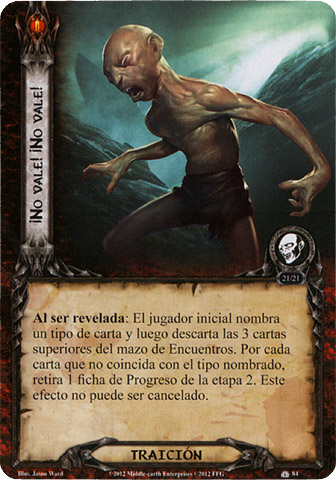 ¡No vale! ¡No vale!
21/21
Al ser revelada: El jugador inicial nombra
un tipo de carta y luego descarta las 3 cartas
superiores del mazo de Encuentros. Por cada
carta que no coincida con el tipo nombrado,
retira 1 ficha de Progreso de la etapa 2. Este
efecto no puede ser cancelado.
TRAICIÓN
Illus. Jason Ward
©2012 Middle-earth Enterprises ©2012 FFG
84